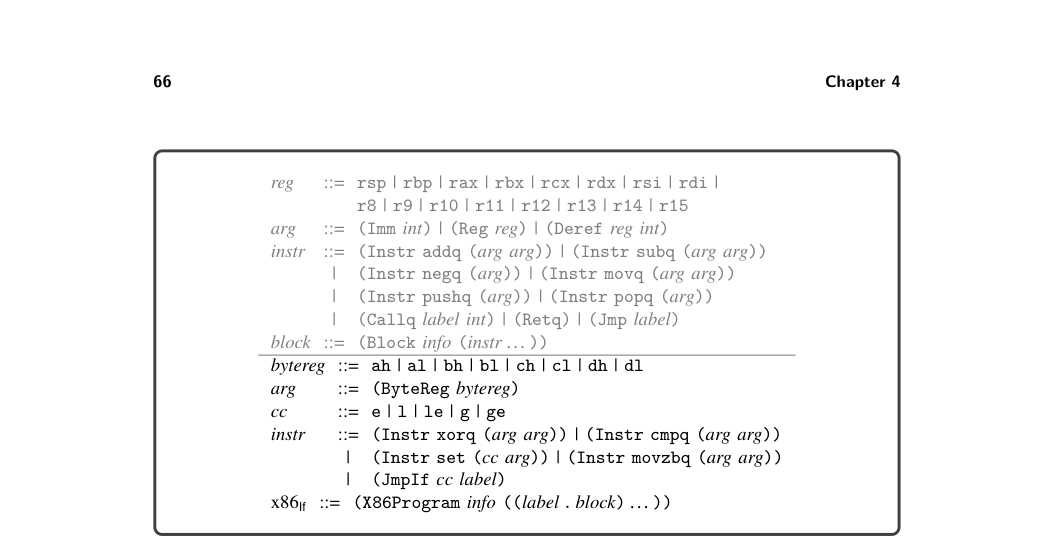 66 Chapter 4
reg ::= rsp | rbp | rax | rbx | rcx | rdx | rsi | rdi |
r8 | r9 | r10 | r11 | r12 | r13 | r14 | r15
arg ::= (Imm int) | (Reg reg) | (Deref reg int)
instr ::= (Instr addq (arg arg)) | (Instr subq (arg arg))
| (Instr negq (arg)) | (Instr movq (arg arg))
| (Instr pushq (arg)) | (Instr popq (arg))
| (Callq label int) | (Retq) | (Jmp label)
block ::= (Block info (instr ...))
bytereg ::= ah | al | bh | bl | ch | cl | dh | dl
arg ::= (ByteReg bytereg)
cc ::= e | l | le | g | ge
instr ::= (Instr xorq (arg arg)) | (Instr cmpq (arg arg))
| (Instr set (cc arg)) | (Instr movzbq (arg arg))
| (JmpIf cc label)
x86If ::= (X86Program info ((label . block) ...))